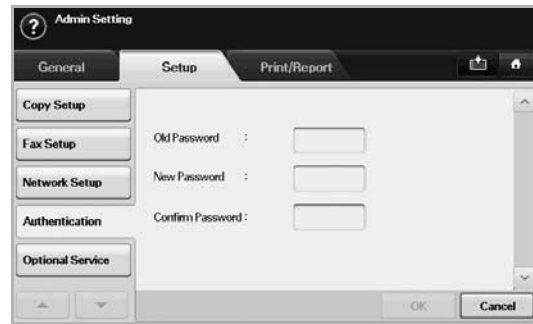 Admin Setting
General Setup Print/Report
Copy Setup
Fax Setup
Network Setup
Authentication
Optional Service
Old Password :
New Password :
Confirm Password :
OK Cancel